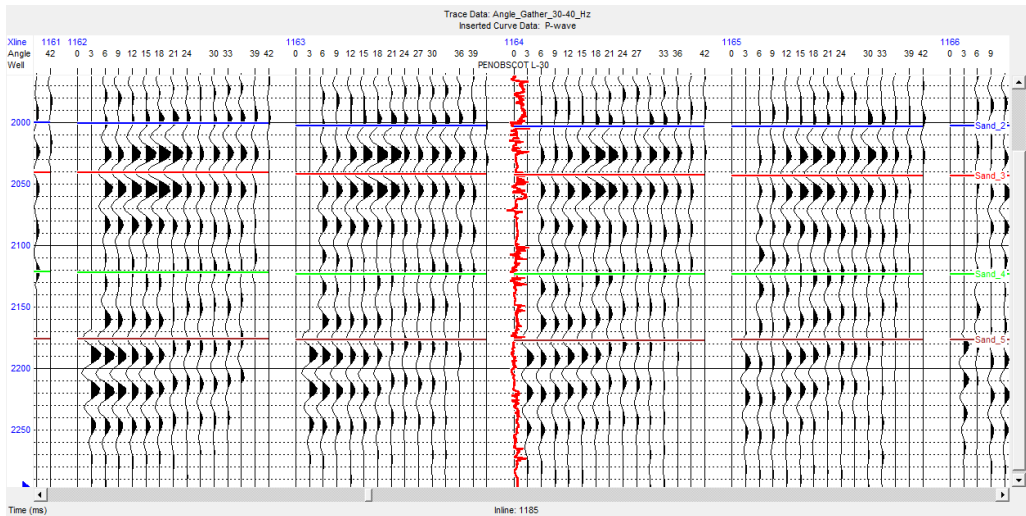 Trace Data: Angle_Gather_30-40_Hz
Inserted Curve Data: P-wave
Xline 1161 1162 1163 1164 1165 1166
Angle 42 0 3 6 9 12 15 18 21 24 30 33 39 42 0 3 6 9 12 15 18 21 24 27 30 36 39 0 3 6 9 12 15 18 21 24 27 33 36 42 0 3 6 9 12 15 18 21 24 30 33 39 42 0 3 6 9
Well PENOBSCOT L-30
2000
Sand_2
Sand_3
2050
2100
Sand_4
2150
Sand_5
2200
2250
Time (ms) Inline: 1185